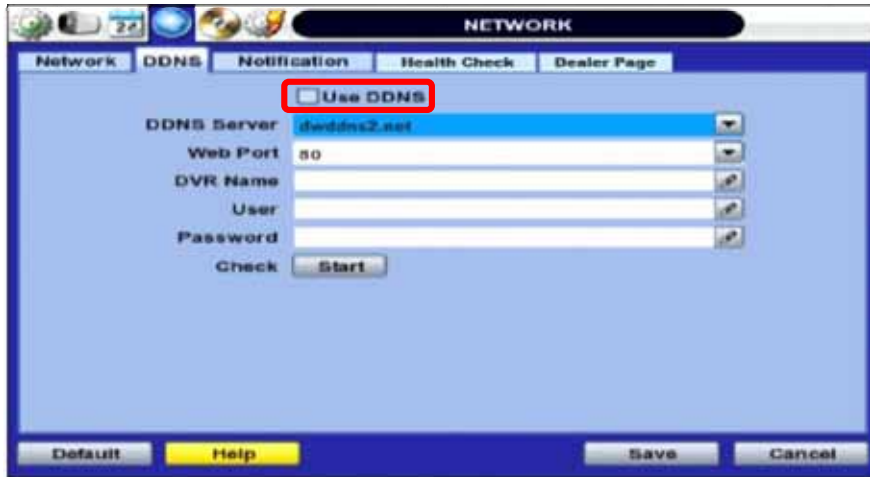 24
NETWORK
Network DDNS Notification Health Check Dealer Page
Use DDNS
DDNS Server dwddns2.net
Web Port 80
DVR Name
User
Password
Check Start
Default Help Save Cancel